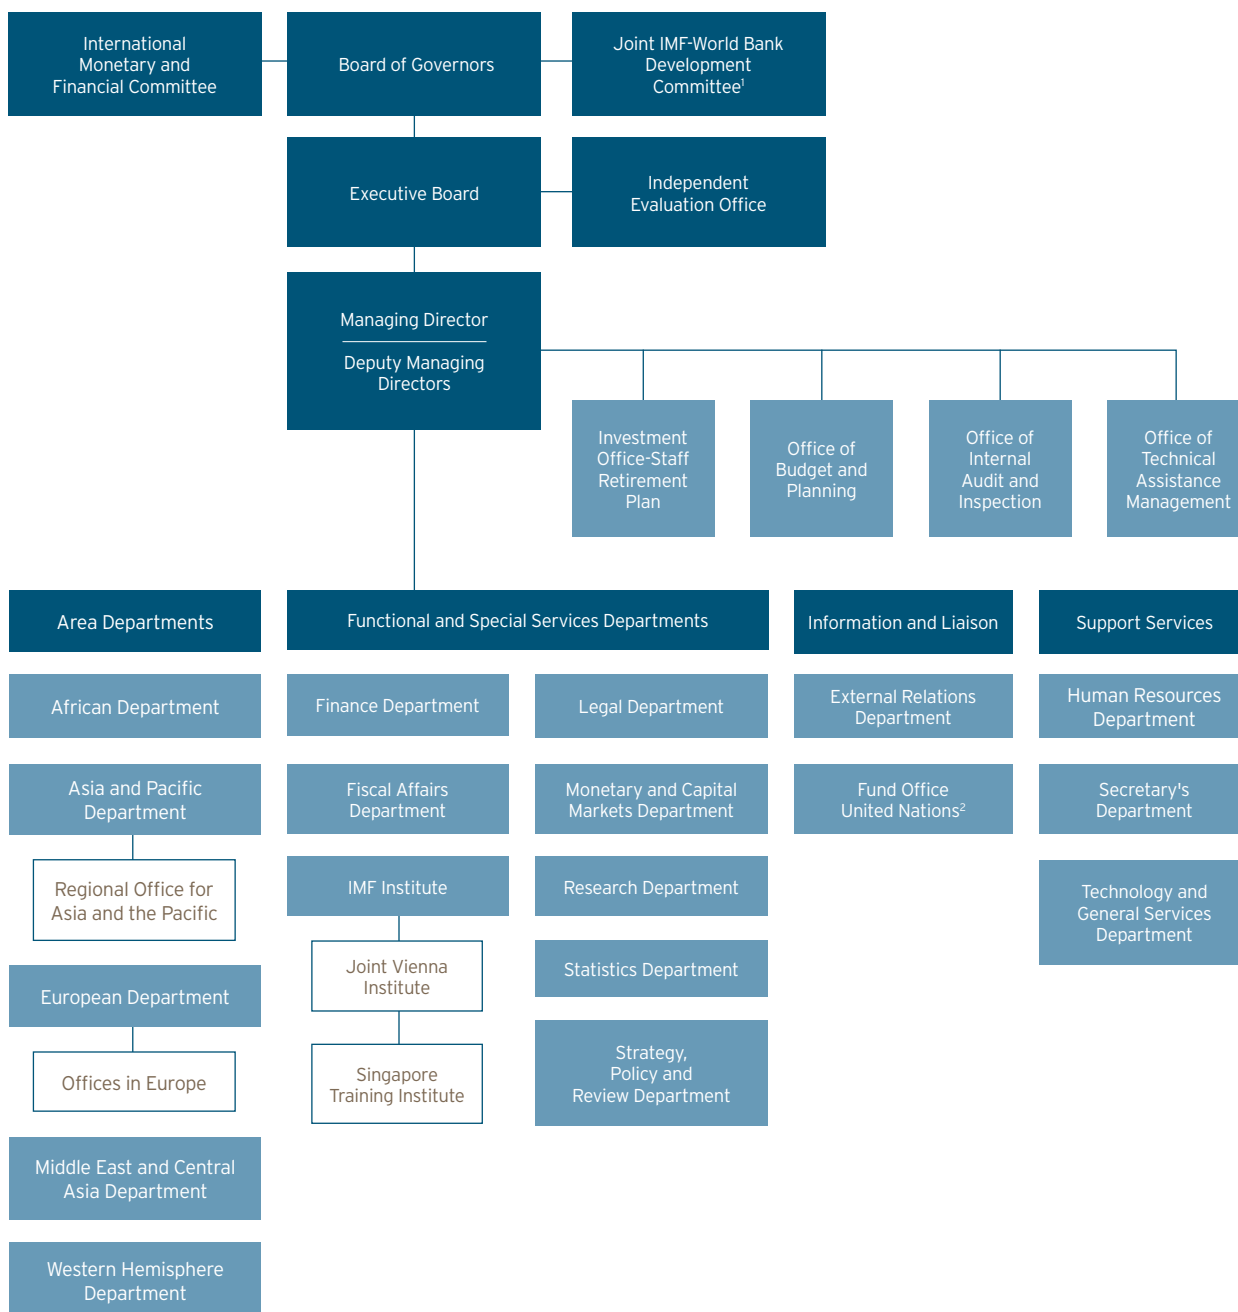 International
Monetary and
Financial Committee
Board of Governors
Joint IMF-World Bank
Development
Committee¹
Executive Board
Independent
Evaluation Office
Managing Director
Deputy Managing
Directors
Investment
Office-Staff
Retirement
Plan
Office of
Budget and
Planning
Office of
Internal
Audit and
Inspection
Office of
Technical
Assistance
Management
Area Departments
Functional and Special Services Departments
Information and Liaison
Support Services
African Department
Asia and Pacific
Department
Regional Office for
Asia and the Pacific
European Department
Offices in Europe
Middle East and Central
Asia Department
Western Hemisphere
Department
Finance Department
Fiscal Affairs
Department
IMF Institute
Joint Vienna
Institute
Singapore
Training Institute
Legal Department
Monetary and Capital
Markets Department
Research Department
Statistics Department
Strategy,
Policy and
Review Department
External Relations
Department
Fund Office
United Nations²
Human Resources
Department
Secretary's
Department
Technology and
General Services
Department